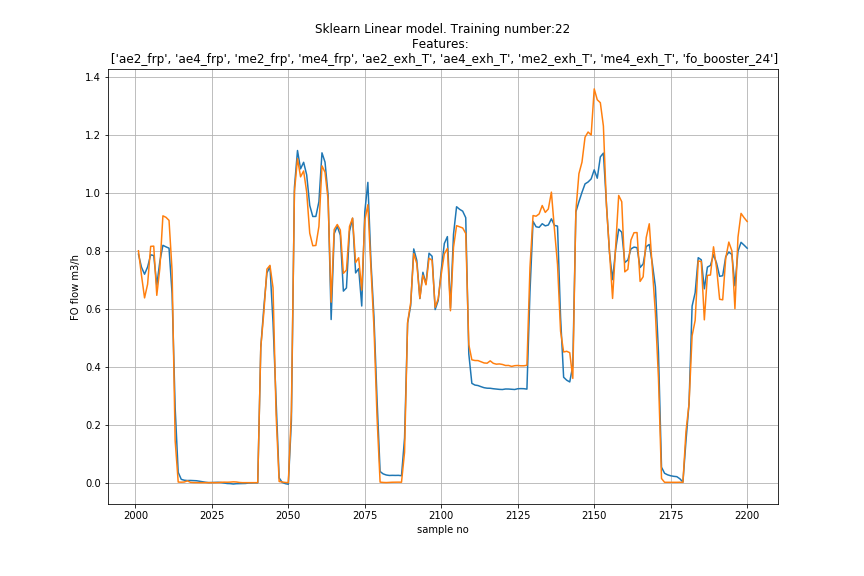 Sklearn Linear model. Training number:22
Features:
['ae2_frp', 'ae4_frp', 'me2_frp', 'me4_frp', 'ae2_exh_T', 'ae4_exh_T', 'me2_exh_T', 'me4_exh_T', 'fo_booster_24']
1.4
1.2
1.0
0.8
0.6
0.4
0.2
0.0
FO flow m3/h
2000 2025 2050 2075 2100 2125 2150 2175 2200
sample no